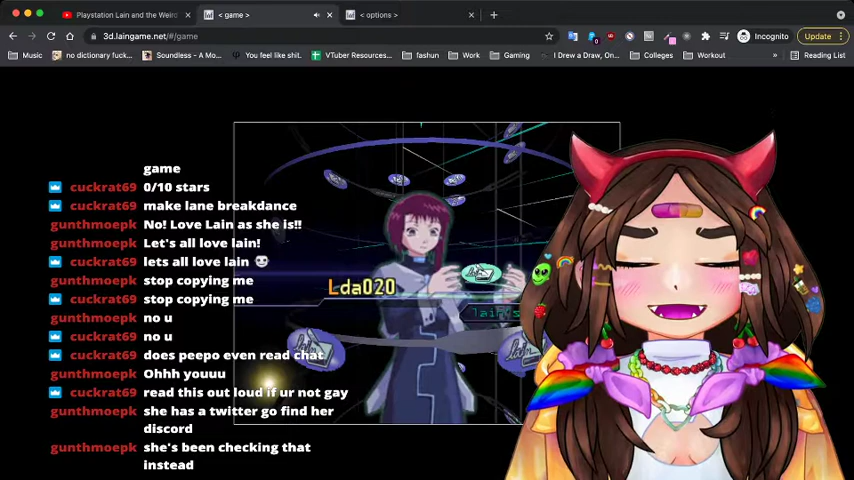 Playstation Lain and the Weir
< game >
< options >
3d.laingame.net/#/game
Incognito
Update
Music
no dictionary fuck...
Soundless - A Mo...
You feel like shit.
VTuber Resources...
fashun
Work
Gaming
I Drew a Draw, On...
Colleges
Workout
Reading List
game
cuckrat69 0/10 stars
cuckrat69 make lane breakdance
gunthmoepk No! Love Lain as she is!!
gunthmoepk Let's all love lain!
cuckrat69 lets all love lain
gunthmoepk stop copying me
cuckrat69 stop copying me
gunthmoepk no u
cuckrat69 no u
cuckrat69 does peepo even read chat
gunthmoepk Ohhh youuu
cuckrat69 read this out loud if ur not gay
gunthmoepk she has a twitter go find her
discord
gunthmoepk she's been checking that
instead
Lda020
lain's